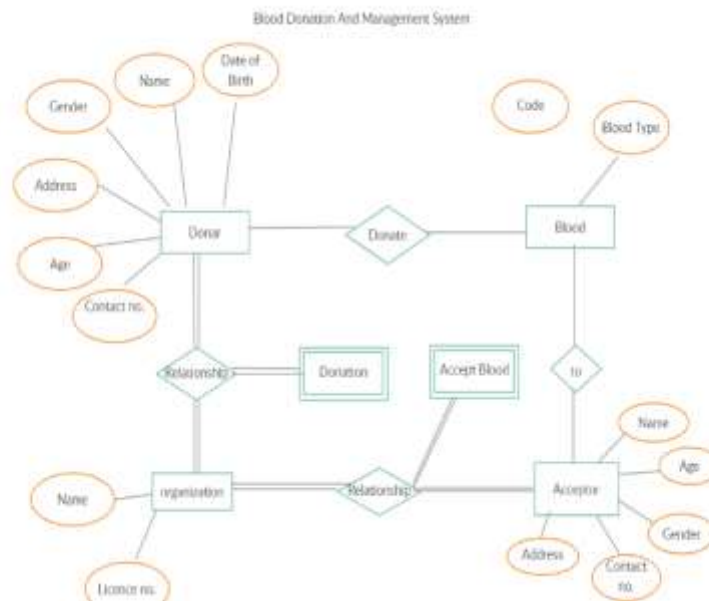 Blood Donation And Management System
Date of
Birth
Name
Gender
Code
Blood Type
Address
Donar
Donate
Blood
Age
Contact no.
Relationship
Donation
Accept Blood
to
Name
Age
Name
organization
Relationship
Acceptor
Gender
Address
Contact
no.
Licence no.